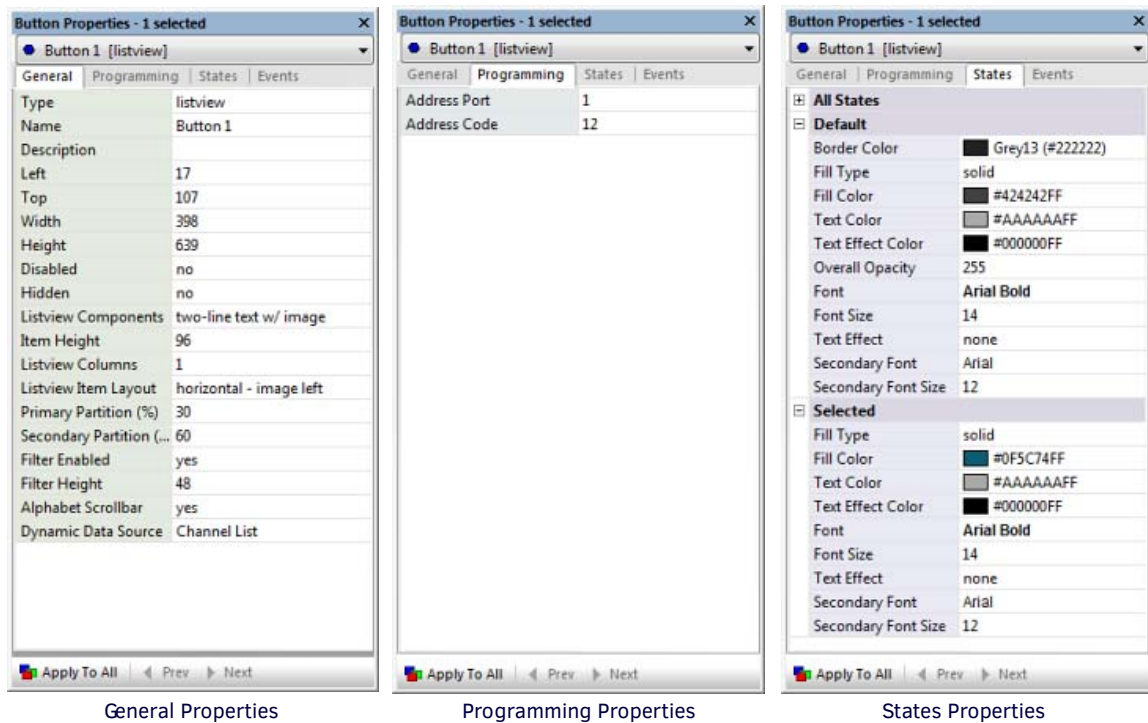 Button Properties - 1 selected
Button 1 [listview]
General Programming States Events
Type listview
Name Button 1
Description
Left 17
Top 107
Width 398
Height 639
Disabled no
Hidden no
Listview Components two-line text w/ image
Item Height 96
Listview Columns 1
Listview Item Layout horizontal - image left
Primary Partition (%) 30
Secondary Partition (... 60
Filter Enabled yes
Filter Height 48
Alphabet Scrollbar yes
Dynamic Data Source Channel List
Apply To All Prev Next
General Properties
Button Properties - 1 selected
Button 1 [listview]
General Programming States Events
Address Port 1
Address Code 12
Apply To All Prev Next
Programming Properties
Button Properties - 1 selected
Button 1 [listview]
General Programming States Events
All States
Default
Border Color Grey13 (#222222)
Fill Type solid
Fill Color #424242FF
Text Color #AAAAAAFF
Text Effect Color #000000FF
Overall Opacity 255
Font Arial Bold
Font Size 14
Text Effect none
Secondary Font Arial
Secondary Font Size 12
Selected
Fill Type solid
Fill Color #0F5C74FF
Text Color #AAAAAAFF
Text Effect Color #000000FF
Font Arial Bold
Font Size 14
Text Effect none
Secondary Font Arial
Secondary Font Size 12
Apply To All Prev Next
States Properties